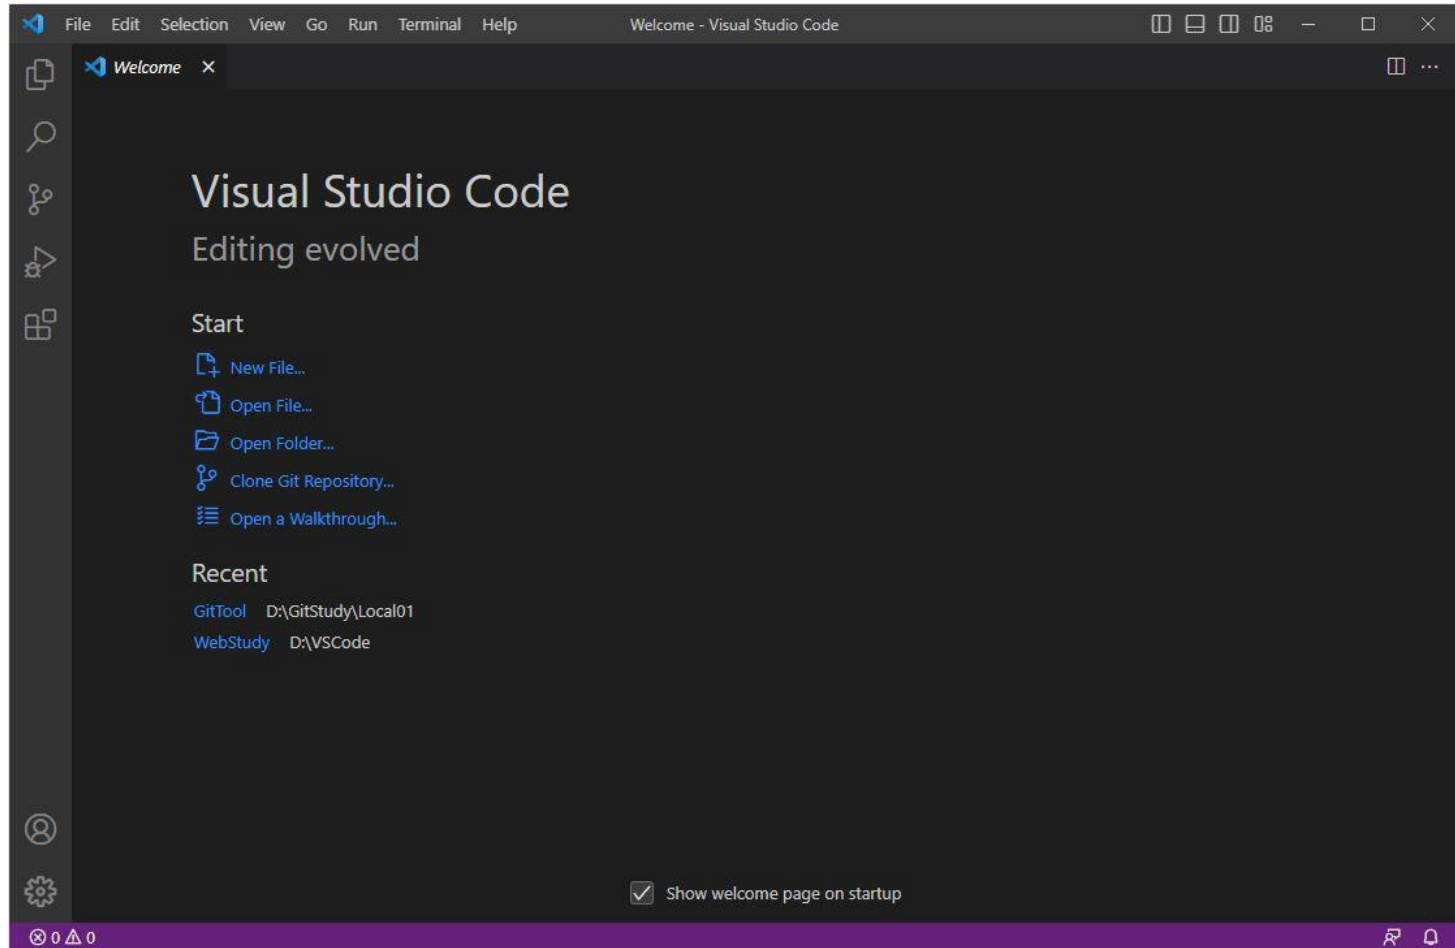 File Edit Selection View Go Run Terminal Help Welcome - Visual Studio Code
Welcome
Visual Studio Code
Editing evolved
Start
New File...
Open File...
Open Folder...
Clone Git Repository...
Open a Walkthrough...
Recent
GitTool D:\GitStudy\Local01
WebStudy D:\VSCode
Show welcome page on startup
0 0